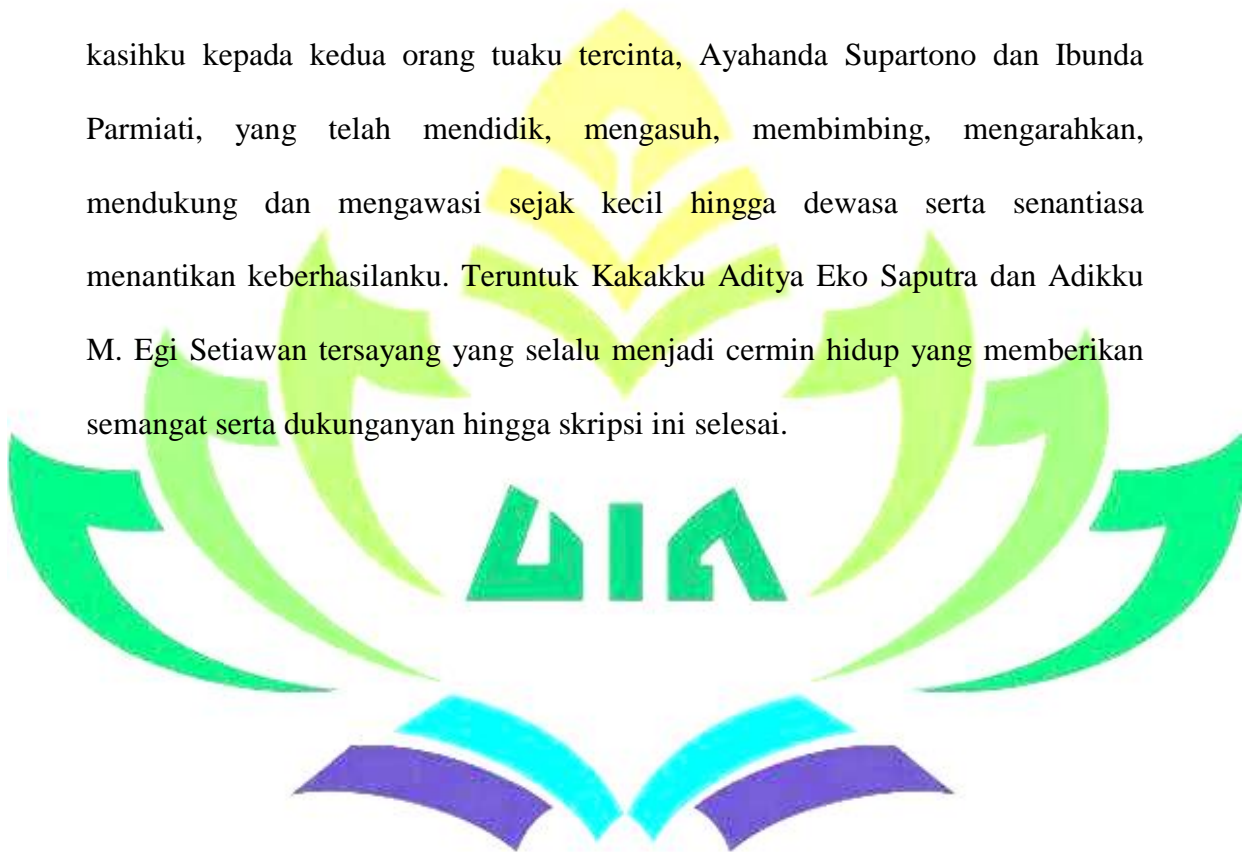 kasihku kepada kedua orang tuaku tercinta, Ayahanda Supartono dan Ibunda
Parmiati, yang telah mendidik, mengasuh, membimbing, mengarahkan,
mendukung dan mengawasi sejak kecil hingga dewasa serta senantiasa
menantikan keberhasilanku. Teruntuk Kakakku Aditya Eko Saputra dan Adikku
M. Egi Setiawan tersayang yang selalu menjadi cermin hidup yang memberikan
semangat serta dukunganyan hingga skripsi ini selesai.
UIN